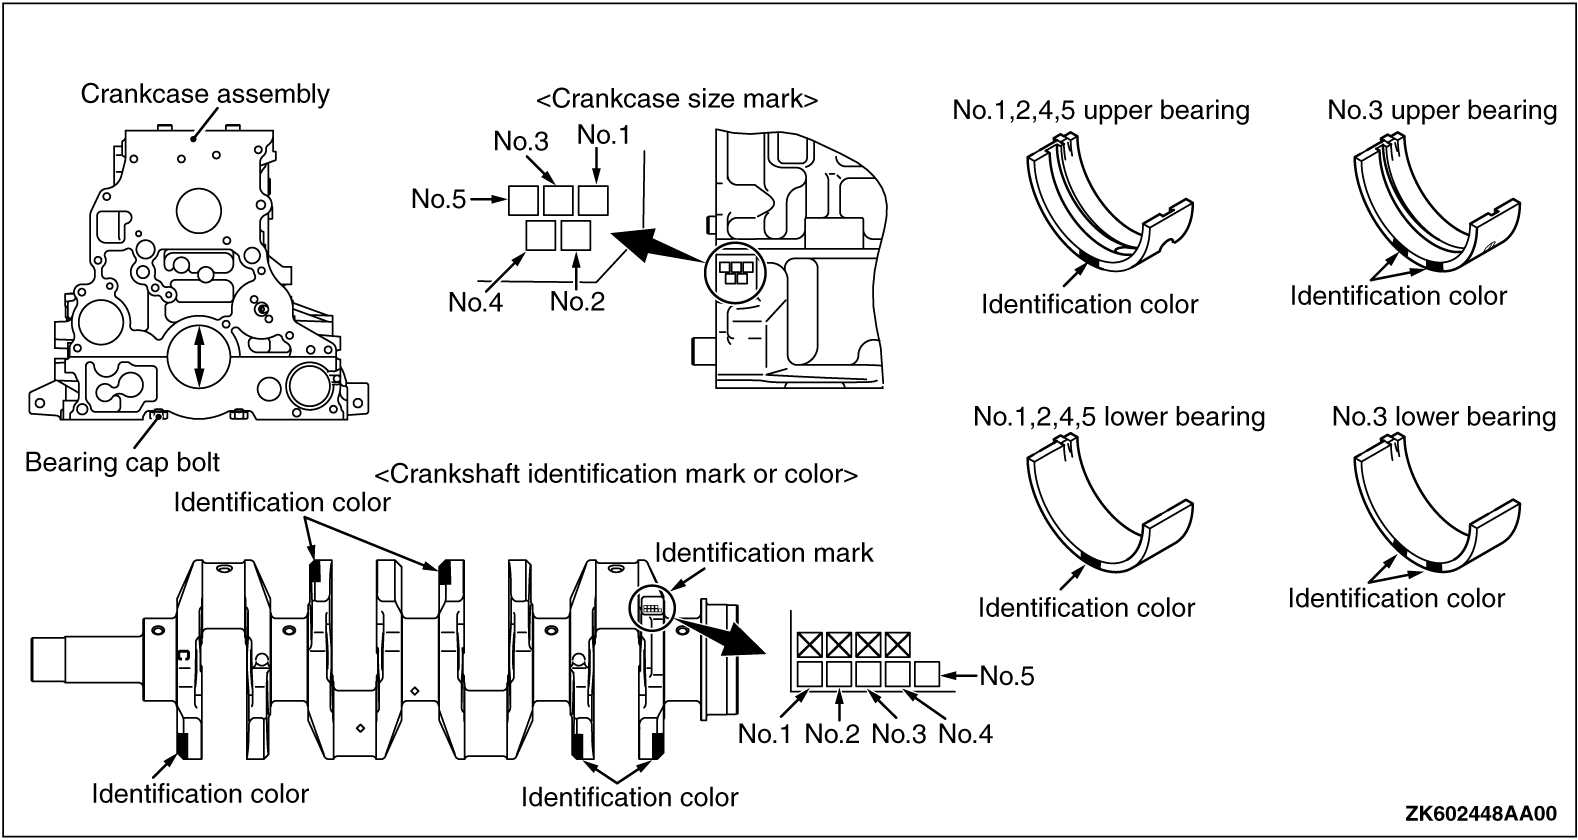 Crankcase assembly
Bearing cap bolt
<Crankcase size mark>
No.3
No.1
No.5
No.4
No.2
No.1,2,4,5 upper bearing
Identification color
No.3 upper bearing
Identification color
No.1,2,4,5 lower bearing
Identification color
No.3 lower bearing
Identification color
<Crankshaft identification mark or color>
Identification color
Identification mark
C
No.5
No.1 No.2 No.3 No.4
Identification color
Identification color
ZK602448AA00